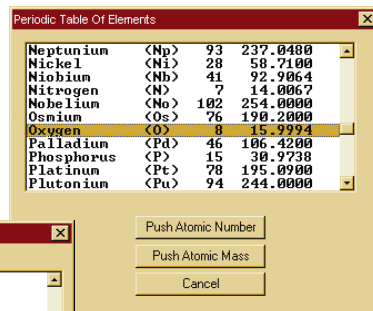 Periodic Table Of Elements
Neptunium (Np) 93 237.0480
Nickel (Ni) 28 58.7100
Niobium (Nb) 41 92.9064
Nitrogen (N) 7 14.0067
Nobelium (No) 102 254.0000
Osmium (Os) 76 190.2000
Oxygen (O) 8 15.9994
Palladium (Pd) 46 106.4200
Phosphorus (P) 15 30.9738
Platinum (Pt) 78 195.0900
Plutonium (Pu) 94 244.0000
Push Atomic Number
Push Atomic Mass
Cancel